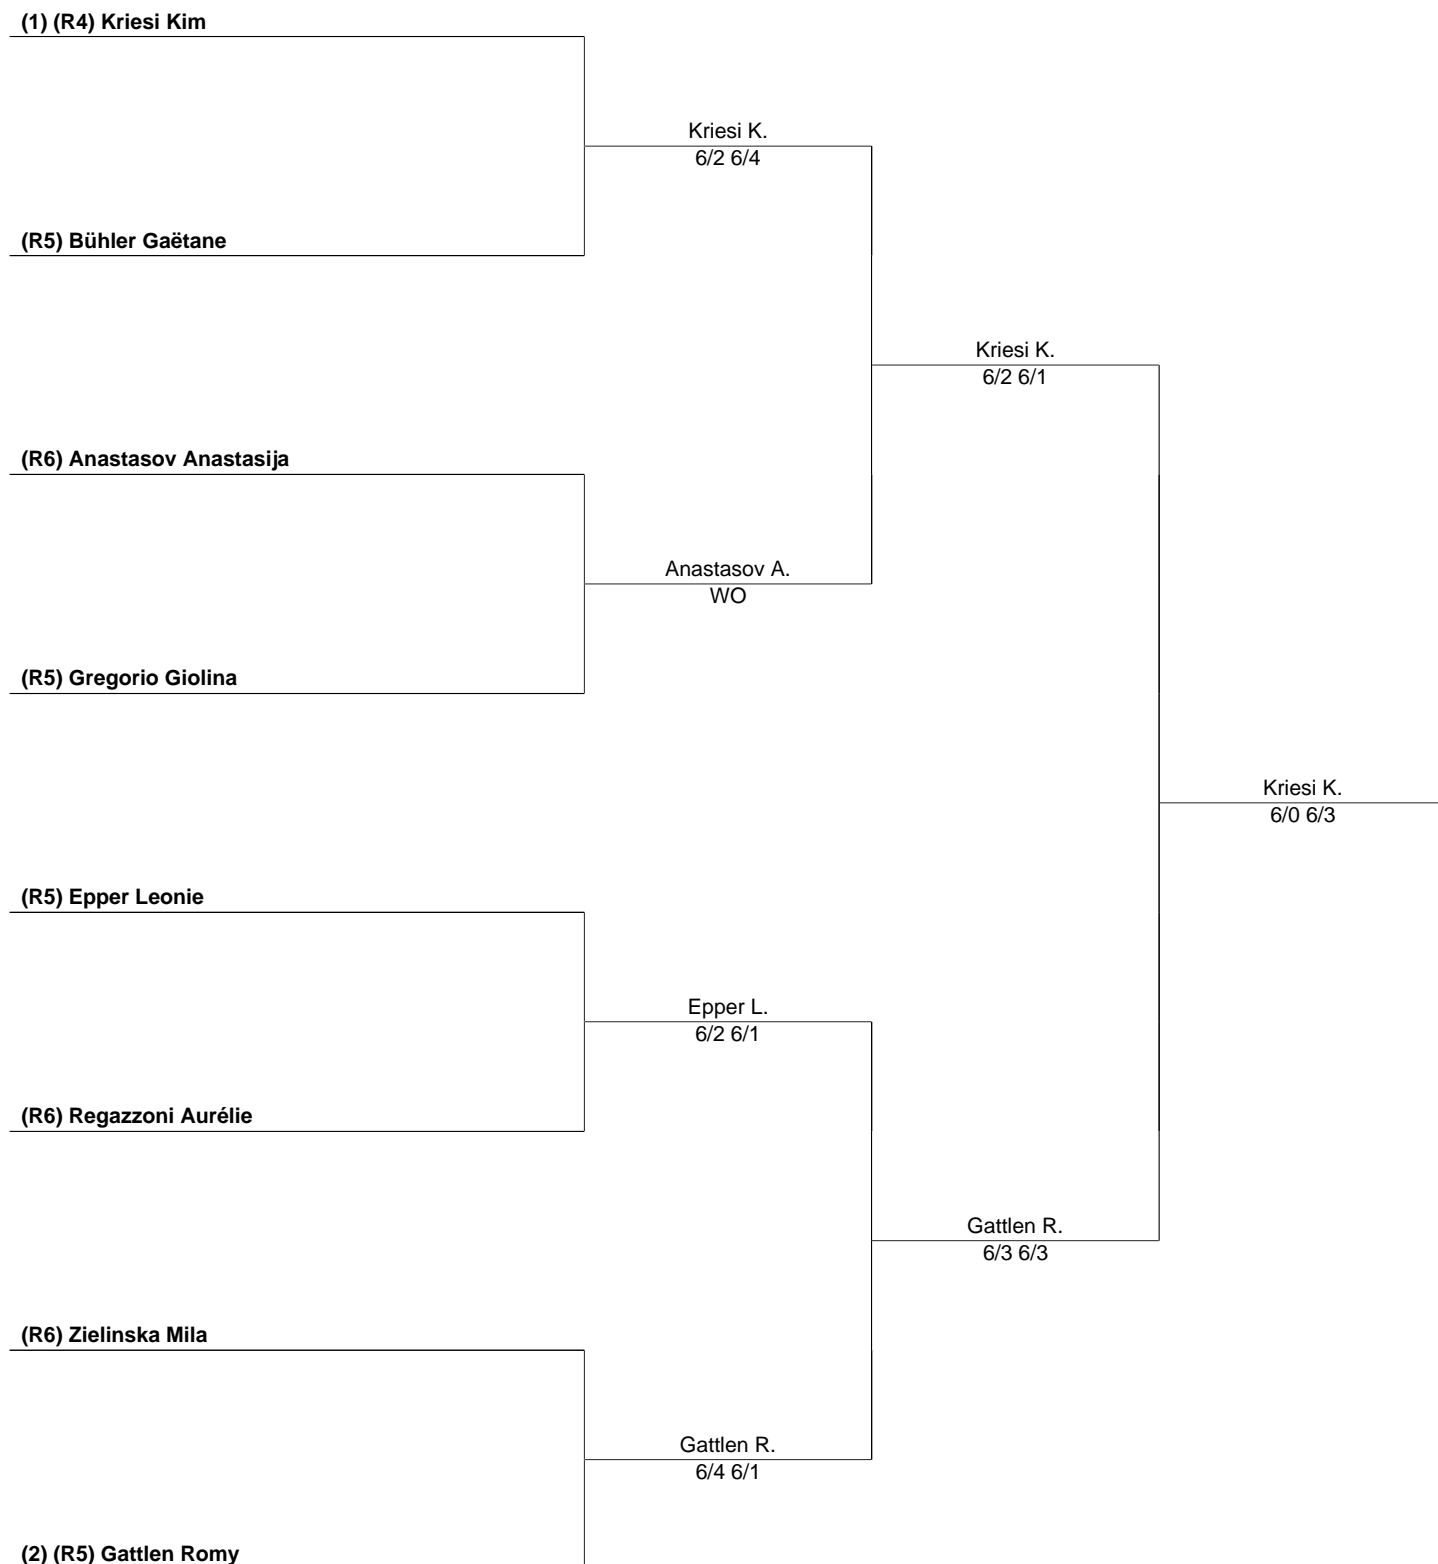 (1) (R4) Kriesi Kim
Kriesi K.
6/2 6/4
(R5) Bühler Gaëtane
Kriesi K.
6/2 6/1
(R6) Anastasov Anastasija
Anastasov A.
WO
(R5) Gregorio Giolina
Kriesi K.
6/0 6/3
(R5) Epper Leonie
Epper L.
6/2 6/1
(R6) Regazzoni Aurélie
Gattlen R.
6/3 6/3
(R6) Zielinska Mila
Gattlen R.
6/4 6/1
(2) (R5) Gattlen Romy